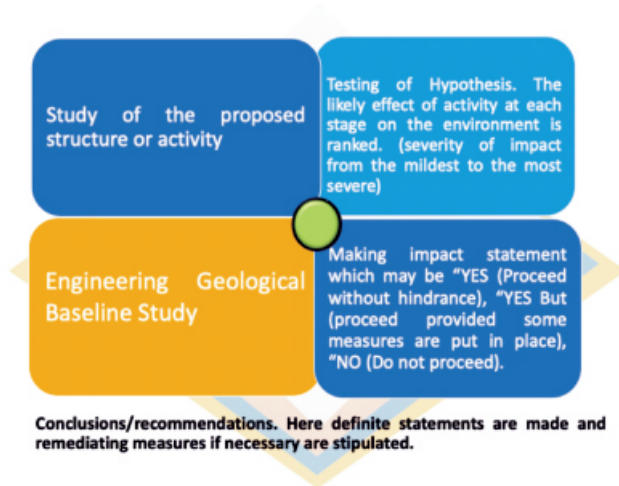 Study of the proposed
structure or activity
Testing of Hypothesis. The
likely effect of activity at each
stage on the environment is
ranked. (severity of impact
from the mildest to the most
severe)
Engineering Geological
Baseline Study
Making impact statement
which may be “YES (Proceed
without hindrance), “YES But
(proceed provided some
measures are put in place),
“NO (Do not proceed).
Conclusions/recommendations. Here definite statements are made and
remediating measures if necessary are stipulated.